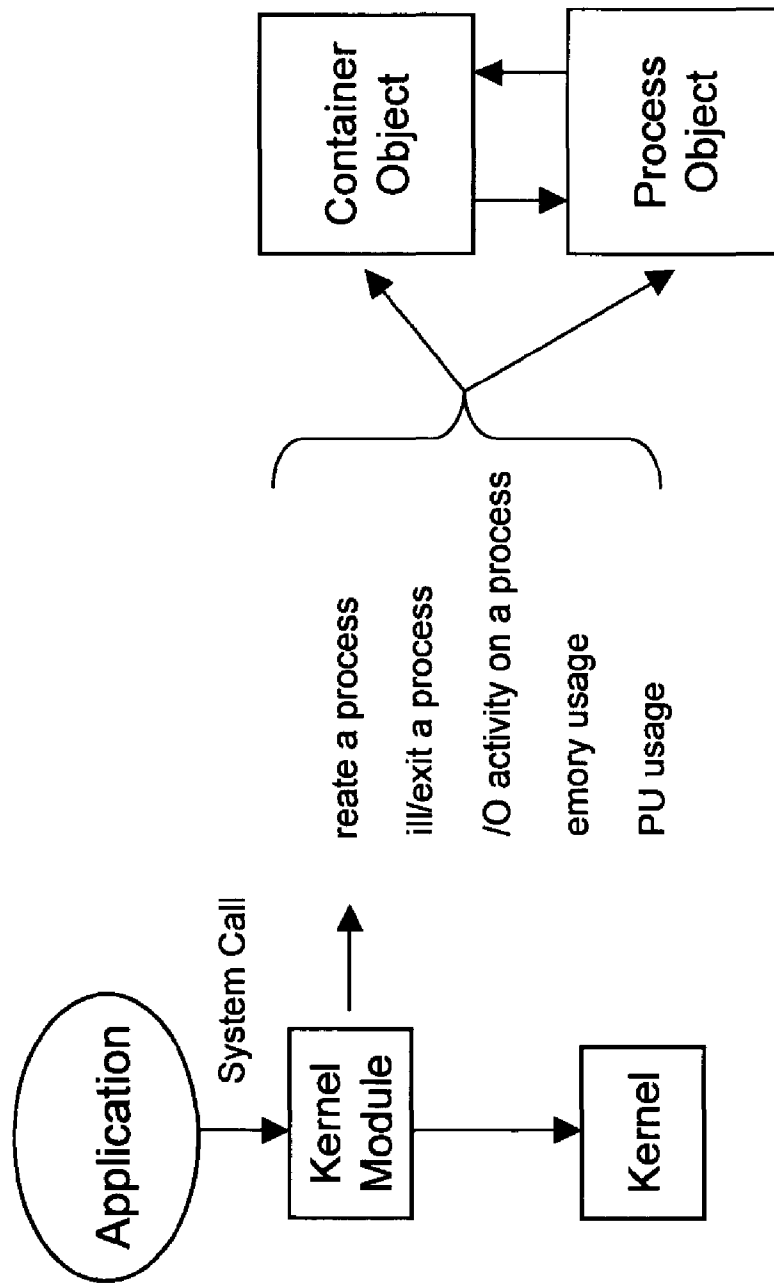 Application
System Call
Kernel
Module
Kernel
reate a process
ill/exit a process
/O activity on a process
emory usage
PU usage
Container
Object
Process
Object